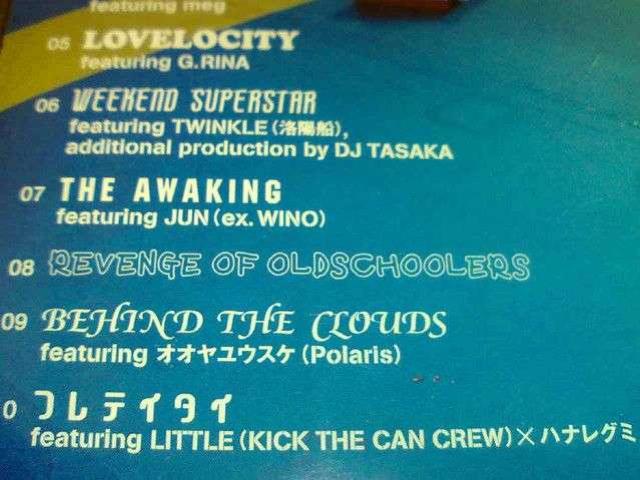 featuring meg
05 LOVELOCITY
featuring G.RINA
06 WEEKEND SUPERSTAR
featuring TWINKLE(洛陽船),
additional production by DJ TASAKA
07 THE AWAKING
featuring JUN(ex. WINO)
08 REVENGE OF OLDSCHOOLERS
09 BEHIND THE CLOUDS
featuring オオヤユウスケ(Polaris)
0 フレテイタイ
featuring LITTLE(KICK THE CAN CREW)×ハナレグミ